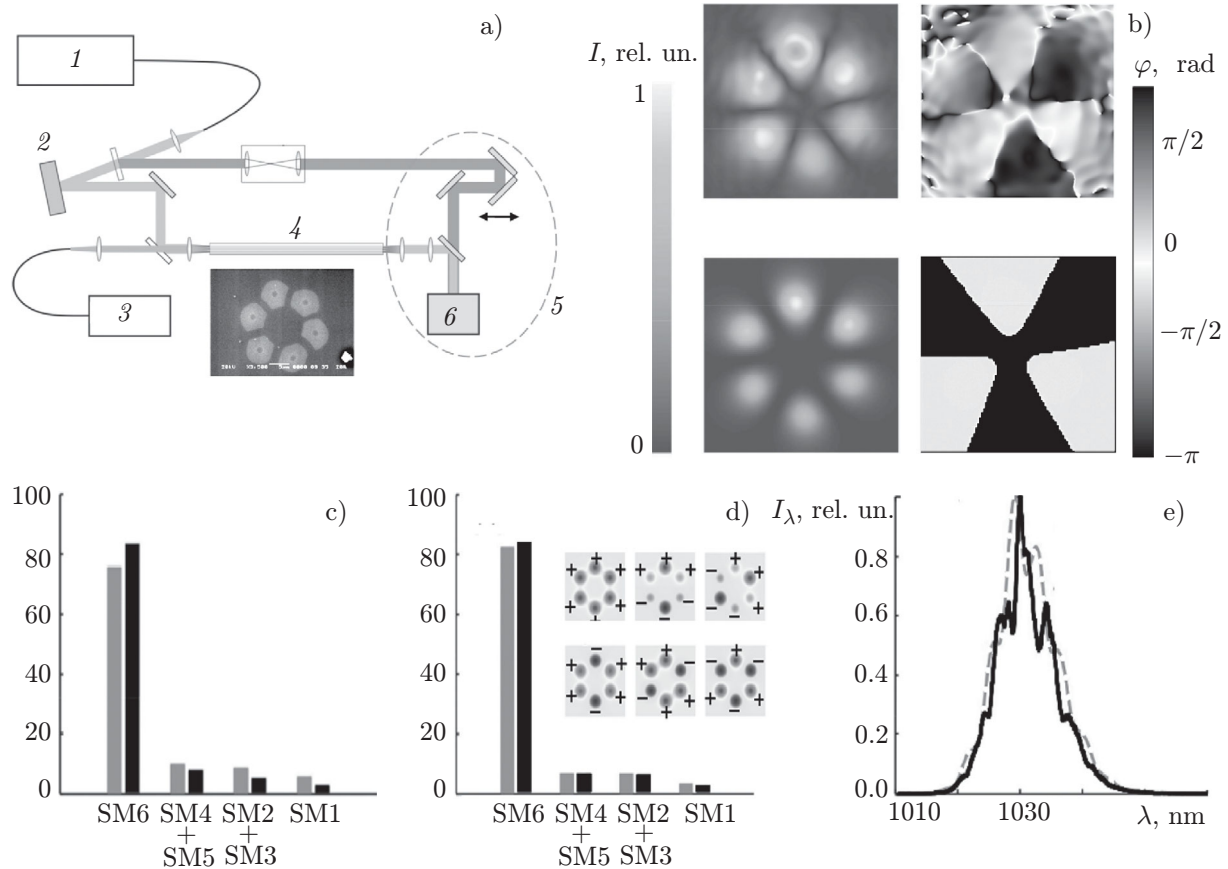 a)
1
2
3
4
5
6
b)
I, rel. un.
1
0
φ, rad
π/2
0
−π/2
−π
c)
100
80
60
40
20
0
SM6
SM4
+
SM5
SM2
+
SM3
SM1
d)
100
80
60
40
20
0
SM6
SM4
+
SM5
SM2
+
SM3
SM1
e)
I_λ, rel. un.
0.8
0.6
0.4
0.2
0.0
1010
1030
λ, nm